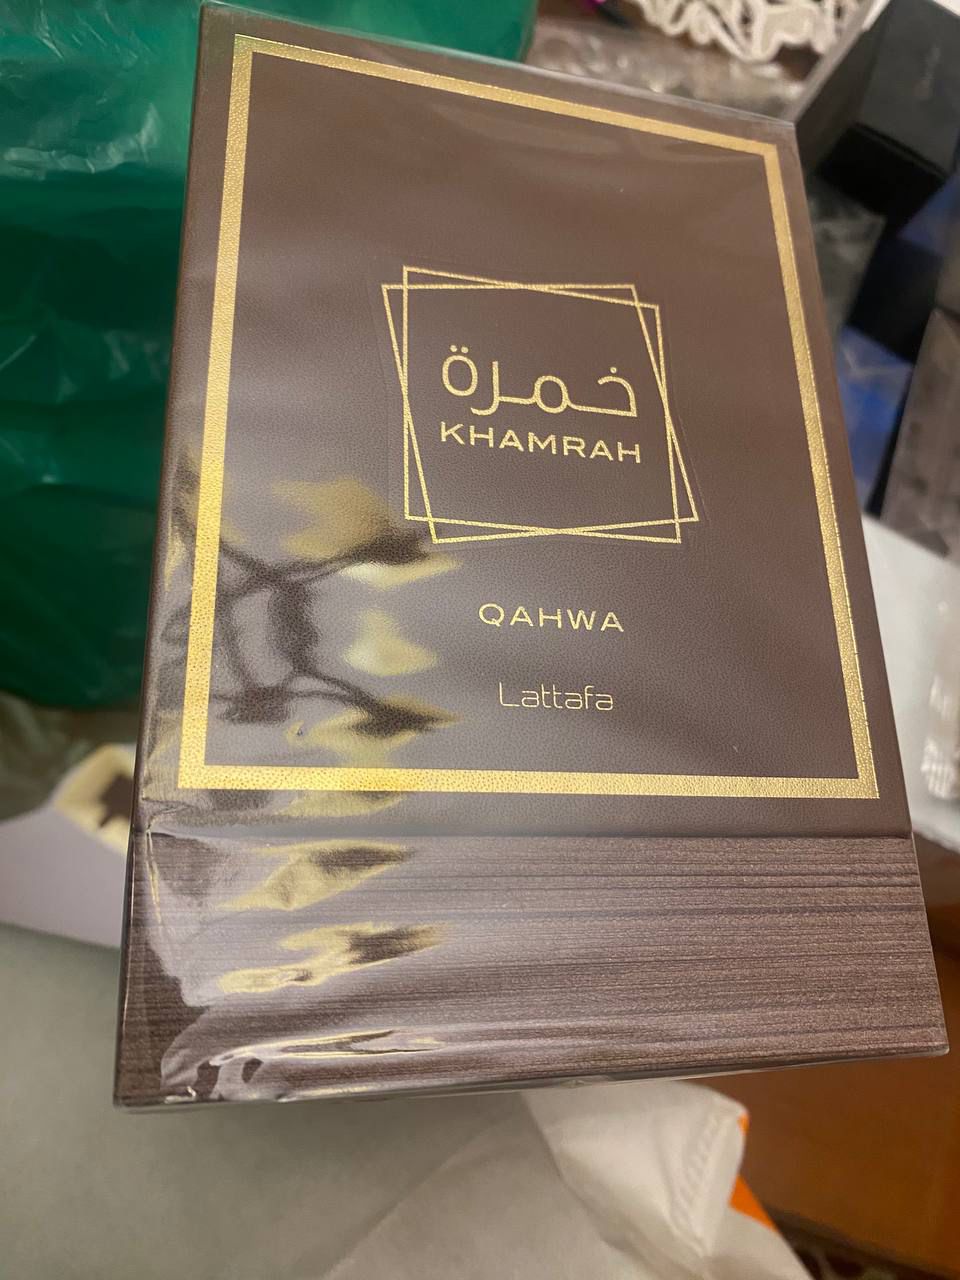 خمرة
KHAMRAH
QAHWA
Lattafa